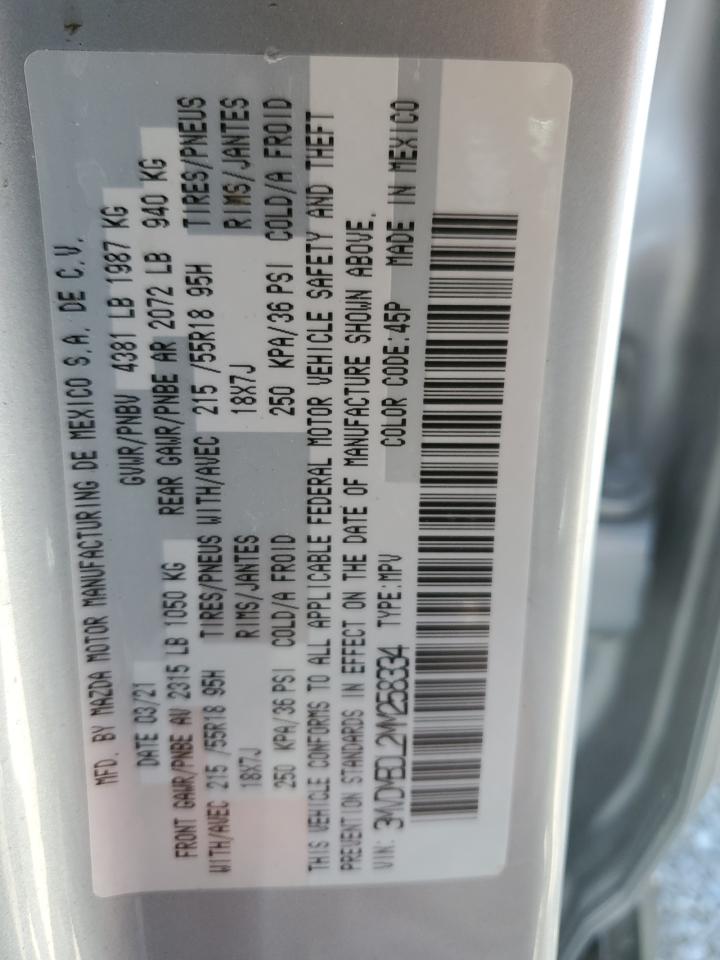 MFD. BY MAZDA MOTOR MANUFACTURING DE MEXICO S.A. DE C.V.
DATE 03/21 GVWR/PNBV 4381 LB 1987 KG
FRONT GAWR/PNBE AV 2315 LB 1050 KG REAR GAWR/PNBE AR 2072 LB 940 KG
WITH/AVEC 215 /55R18 95H TIRES/PNEUS WITH/AVEC 215 /55R18 95H TIRES/PNEUS
18X7J RIMS/JANTES 18X7J RIMS/JANTES
250 KPA/36 PSI COLD/A FROID 250 KPA/36 PSI COLD/A FROID
THIS VEHICLE CONFORMS TO ALL APPLICABLE FEDERAL MOTOR VEHICLE SAFETY AND THEFT
PREVENTION STANDARDS IN EFFECT ON THE DATE OF MANUFACTURE SHOWN ABOVE.
VIN: 3MVDMBDL2MM258334 TYPE:MPV COLOR CODE:45P MADE IN MEXICO